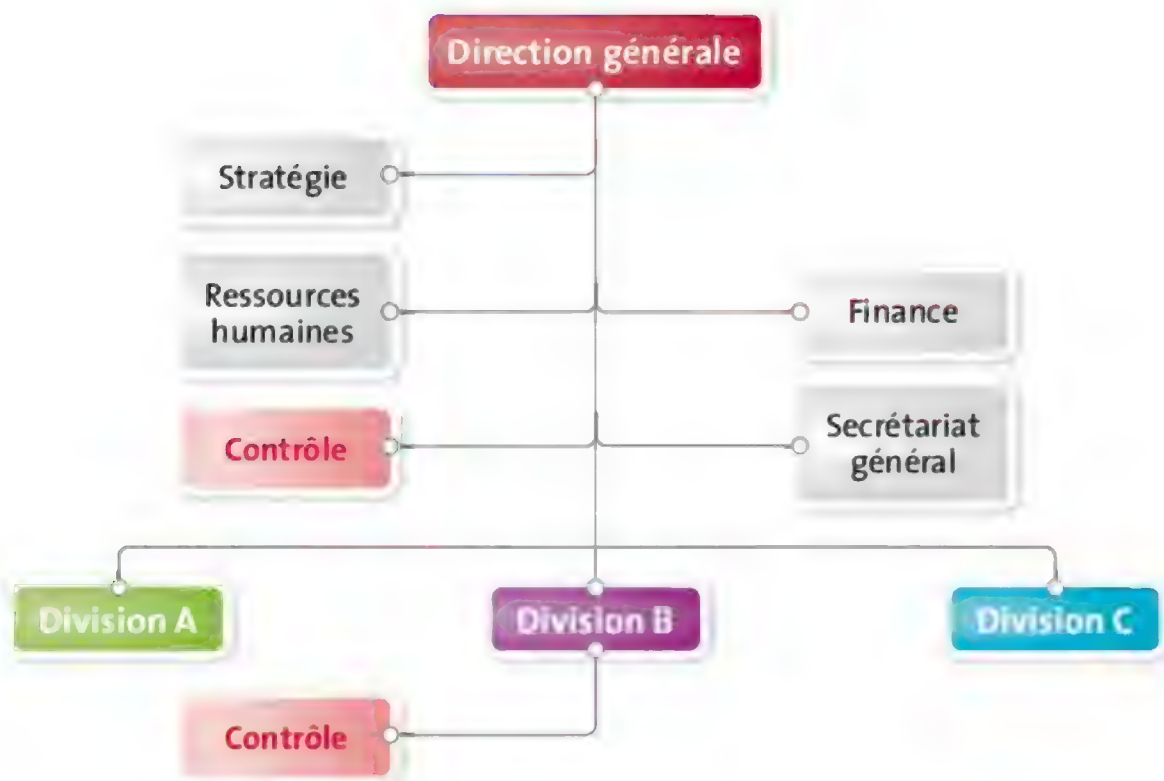 Direction générale
Stratégie
Ressources
humaines
Finance
Contrôle
Secrétariat
général
Division A
Division B
Division C
Contrôle